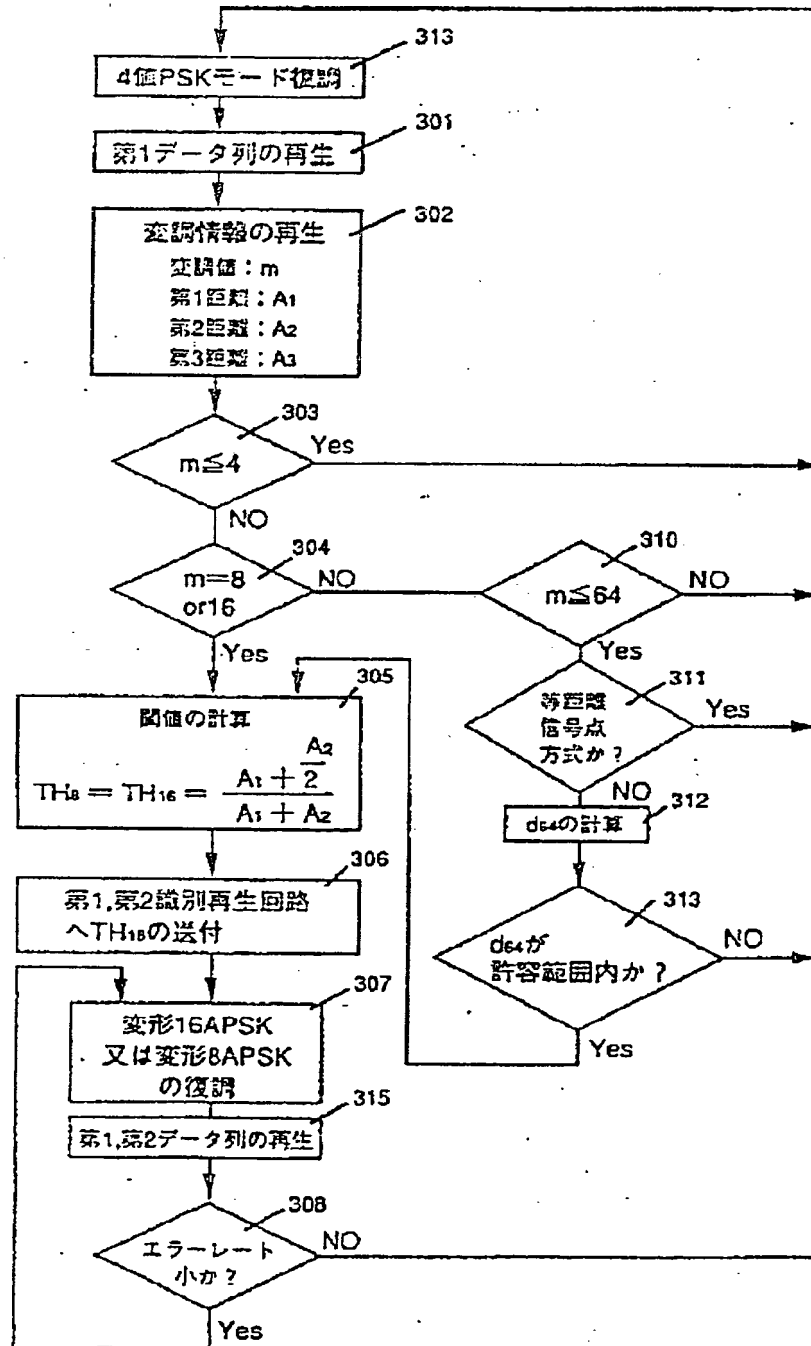 313
4値PSKモード復調
301
第1データ列の再生
302
変調情報の再生
変調値：m
第1距離：A1
第2距離：A2
第3距離：A3
303
m≦4
Yes
NO
304
m=8
or16
NO
Yes
310
m≦64
NO
Yes
311
等距離
信号点
方式か？
Yes
NO
312
d64の計算
313
d64が
許容範囲内か？
NO
Yes
305
閾値の計算
TH8 = TH16 = (A1 + A2/2) / (A1 + A2)
306
第1,第2識別再生回路
へTH16の送付
307
変形16APSK
又は変形8APSK
の復調
315
第1,第2データ列の再生
308
エラーレート
小か？
NO
Yes